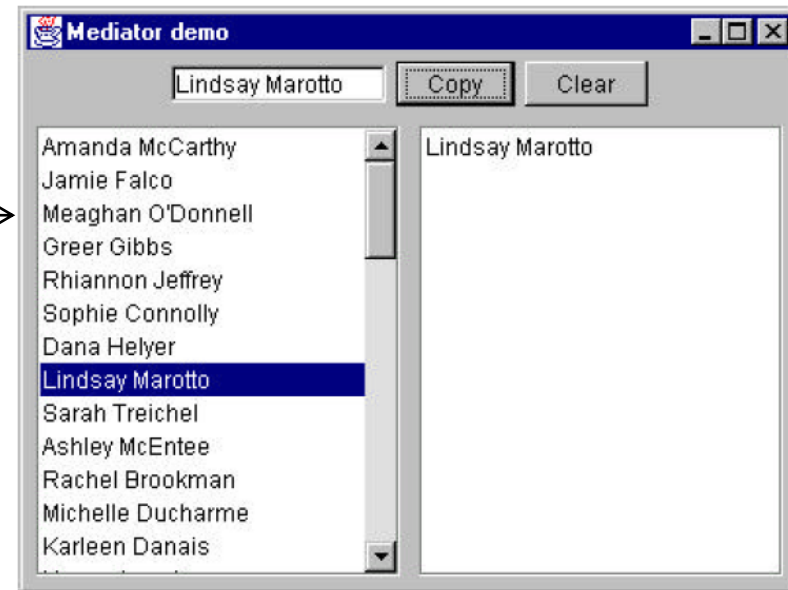 Mediator demo
Lindsay Marotto
Copy
Clear
Amanda McCarthy
Jamie Falco
Meaghan O'Donnell
Greer Gibbs
Rhiannon Jeffrey
Sophie Connolly
Dana Helyer
Lindsay Marotto
Sarah Treichel
Ashley McEntee
Rachel Brookman
Michelle Ducharme
Karleen Danais
Lindsay Marotto